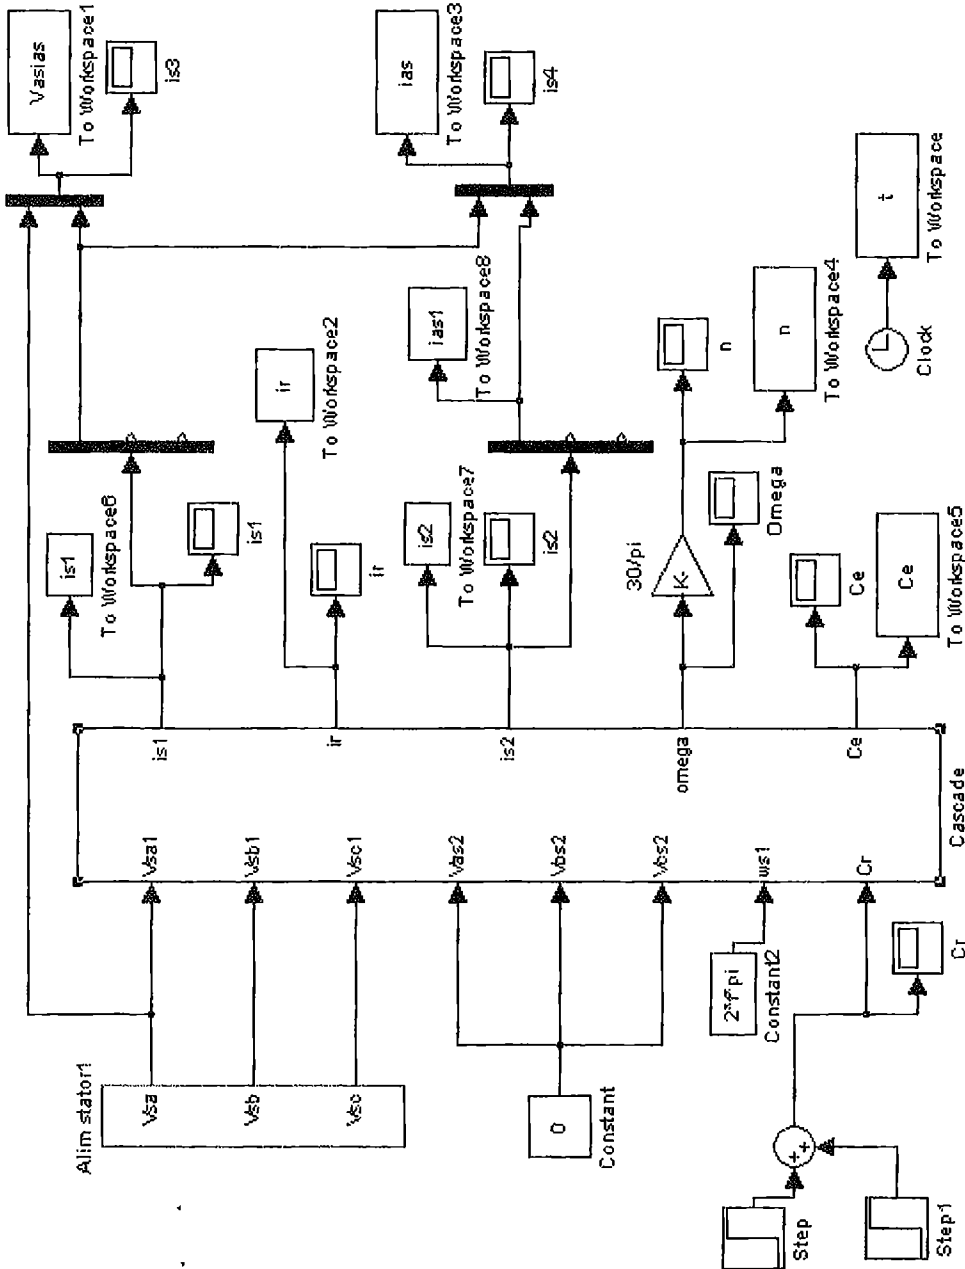 Alim stator1
Vsa
Vsb
Vsc
0
Constant
2*f*pi
Constant2
Step
Step1
+
+
Cr
Vsa1
Vsb1
Vsc1
Vas2
Vbs2
Vcs2
ws1
Cr
is1
ir
is2
omega
Ce
Cascade
is1
To Workspace6
is1
ir
To Workspace2
ir
is2
To Workspace7
is2
ias1
To Workspace8
30/pi
K-
Omega
n
n
To Workspace4
Ce
Ce
To Workspace5
Vasias
To Workspace1
is3
ias
To Workspace3
is4
Clock
t
To Workspace